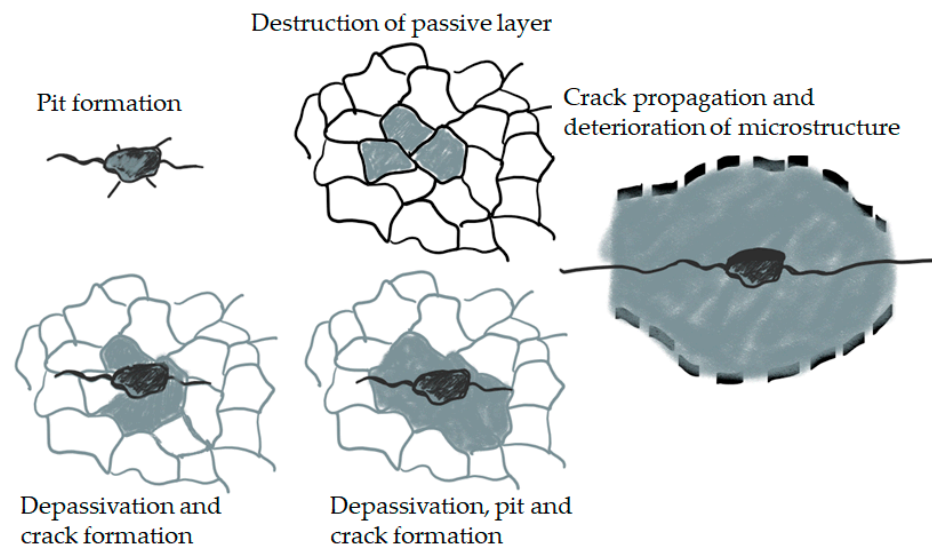 Destruction of passive layer
Pit formation
Crack propagation and
deterioration of microstructure
Depassivation and
crack formation
Depassivation, pit and
crack formation